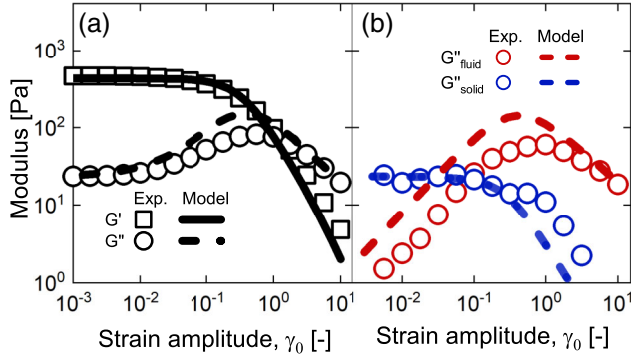 (a)
(b)
Modulus [Pa]
10³
10²
10¹
10⁰
Exp. Model
G'
G''
10⁻³ 10⁻² 10⁻¹ 10⁰ 10¹
Strain amplitude, γ₀ [-]
Exp. Model
G''fluid
G''solid
10⁻² 10⁻¹ 10⁰ 10¹
Strain amplitude, γ₀ [-]